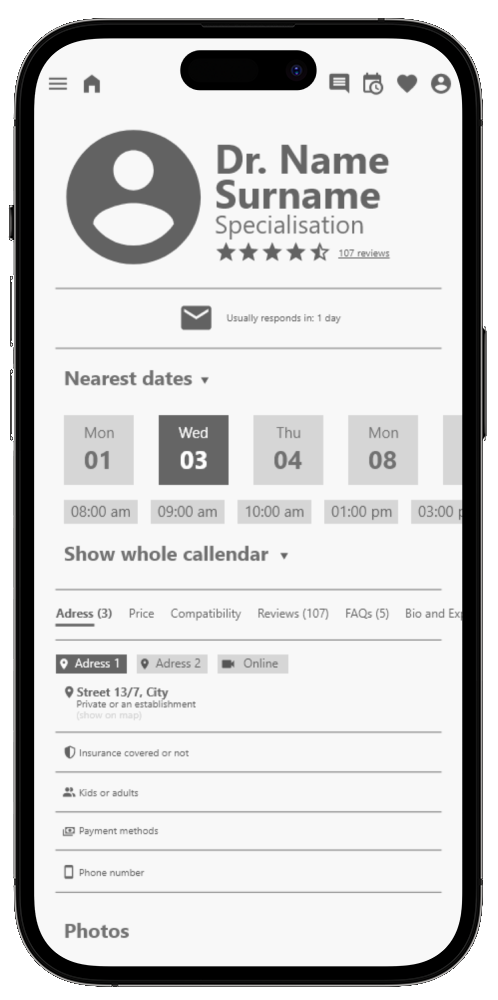 Dr. Name
Surname
Specialisation
107 reviews
Usually responds in: 1 day
Nearest dates
Mon Wed Thu Mon
01 03 04 08
08:00 am 09:00 am 10:00 am 01:00 pm 03:00 p
Show whole callendar
Adress (3) Price Compatibility Reviews (107) FAQs (5) Bio and Exp
Adress 1 Adress 2 Online
Street 13/7, City
Private or an establishment
(show on map)
Insurance covered or not
Kids or adults
Payment methods
Phone number
Photos